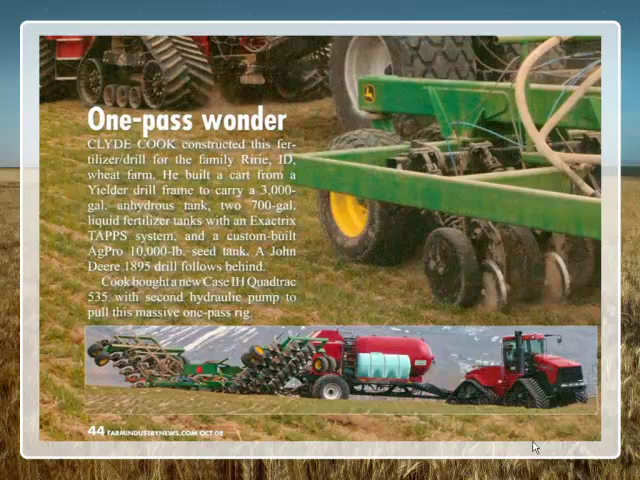 One-pass wonder
CLYDE COOK constructed this fer-
tilizer/drill for the family Ririe, ID,
wheat farm. He built a cart from a
Yielder drill frame to carry a 3,000-
gal. anhydrous tank, two 700-gal.
liquid fertilizer tanks with an Exactrix
TAPPS system, and a custom-built
AgPro 10,000-lb. seed tank. A John
Deere 1895 drill follows behind.
Cook bought a new Case IH Quadtrac
535 with second hydraulic pump to
pull this massive one-pass rig.
44 FARMINDUSTRYNEWS.COM OCT 08